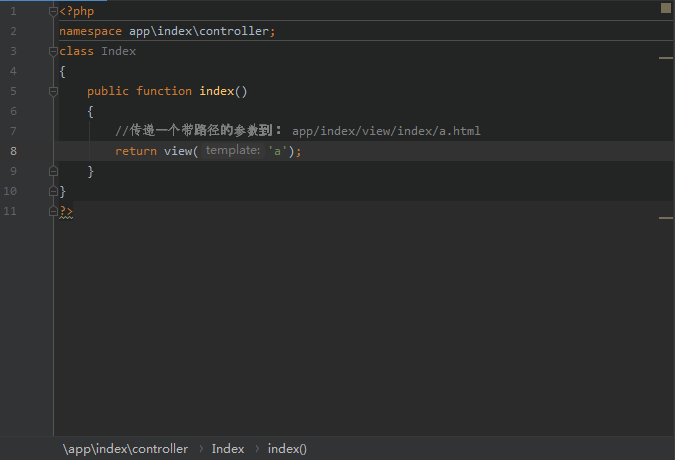 1 <?php
2 namespace app\index\controller;
3 class Index
4 {
5 public function index()
6 {
7 //传递一个带路径的参数到： app/index/view/index/a.html
8 return view( template: 'a');
9 }
10 }
11 ?>
\app\index\controller › Index › index()